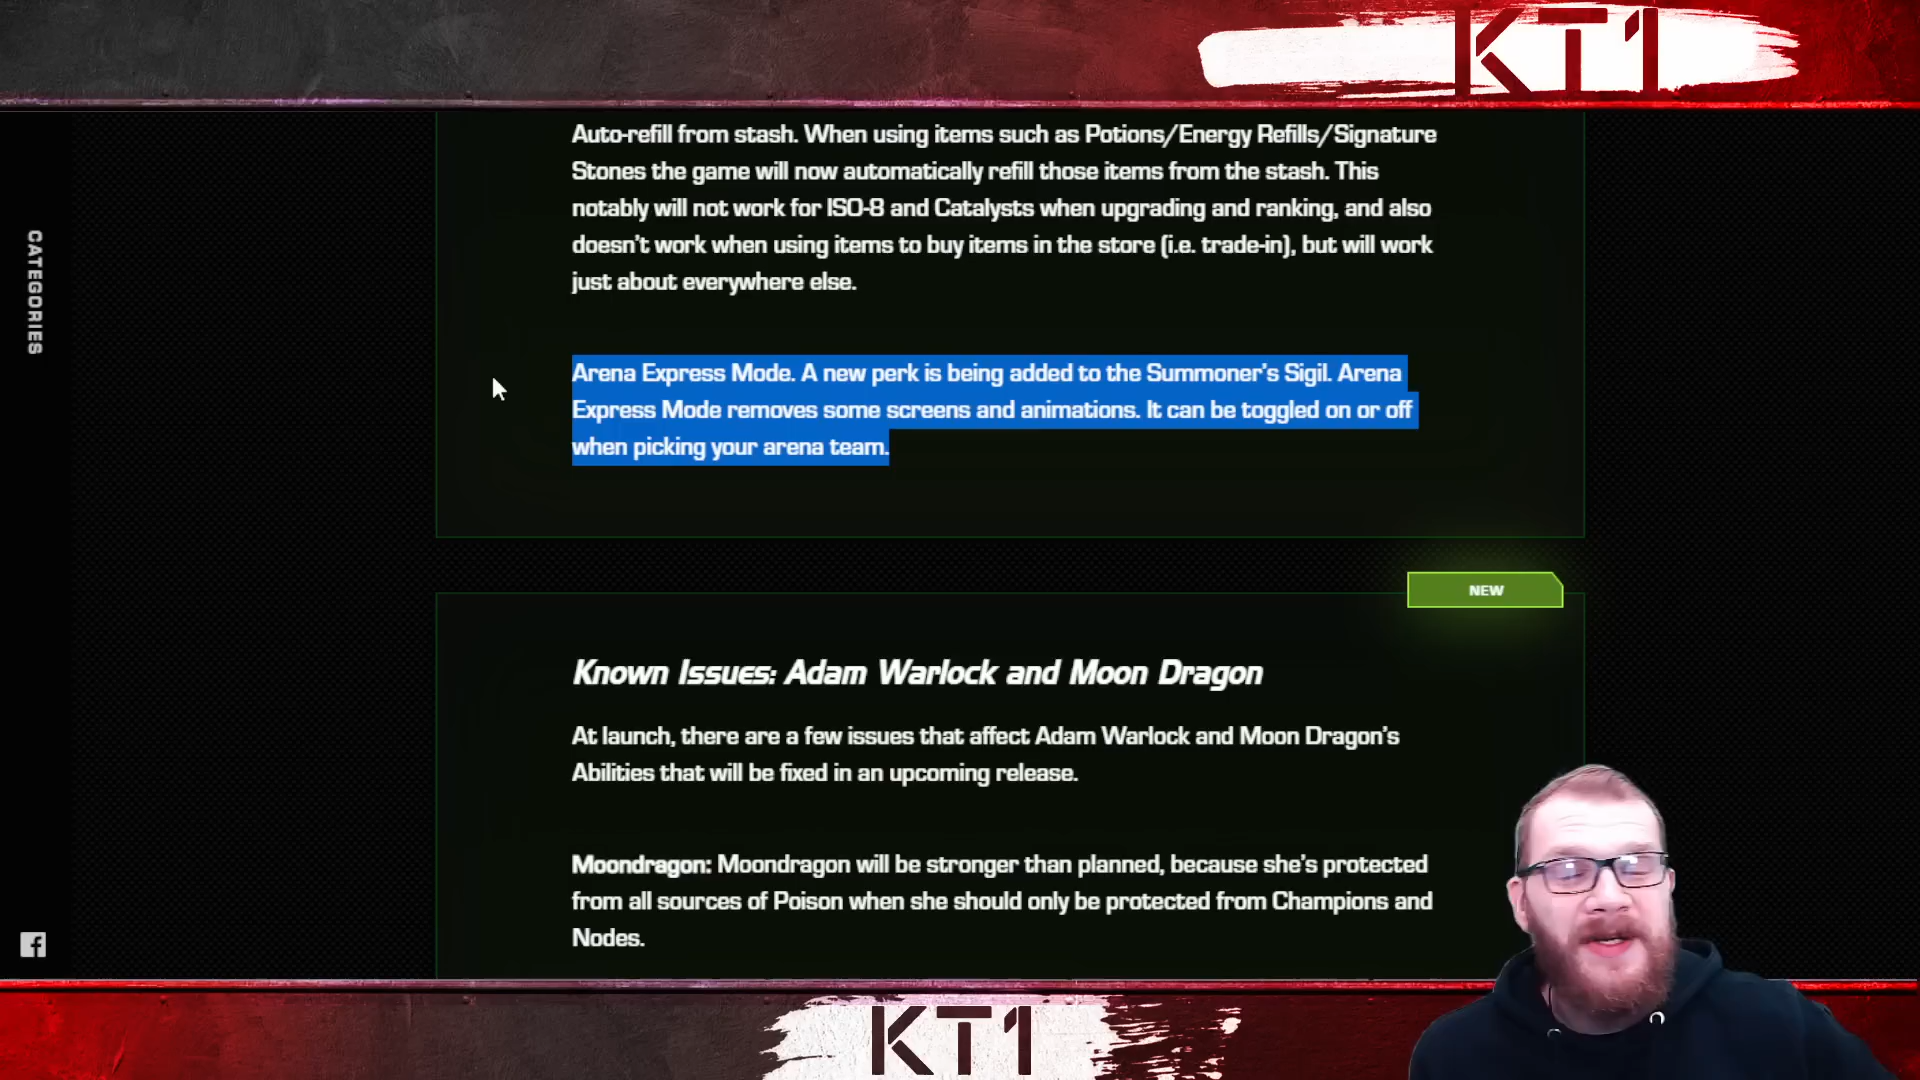 KT1
CATEGORIES
Auto-refill from stash. When using items such as Potions/Energy Refills/Signature
Stones the game will now automatically refill those items from the stash. This
notably will not work for ISO-8 and Catalysts when upgrading and ranking, and also
doesn't work when using items to buy items in the store (i.e. trade-in), but will work
just about everywhere else.
Arena Express Mode. A new perk is being added to the Summoner's Sigil. Arena
Express Mode removes some screens and animations. It can be toggled on or off
when picking your arena team.
NEW
Known Issues: Adam Warlock and Moon Dragon
At launch, there are a few issues that affect Adam Warlock and Moon Dragon's
Abilities that will be fixed in an upcoming release.
Moondragon: Moondragon will be stronger than planned, because she's protected
from all sources of Poison when she should only be protected from Champions and
Nodes.
KT1